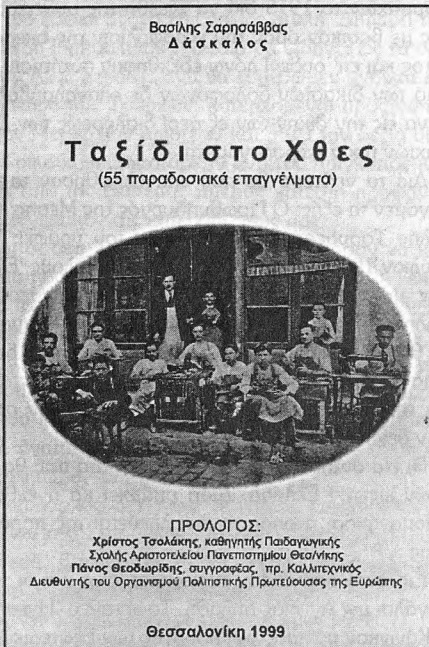 Βασίλης Σαρησάββας
Δάσκαλος
Ταξίδι στο Χθες
(55 παραδοσιακά επαγγέλματα)
ΠΡΟΛΟΓΟΣ:
Χρίστος Τσολάκης, καθηγητής Παιδαγωγικής
Σχολής Αριστοτελείου Πανεπιστημίου Θεσ/νίκης
Πάνος Θεοδωρίδης, συγγραφέας, πρ. Καλλιτεχνικός
Διευθυντής του Οργανισμού Πολιτιστικής Πρωτεύουσας της Ευρώπης
Θεσσαλονίκη 1999